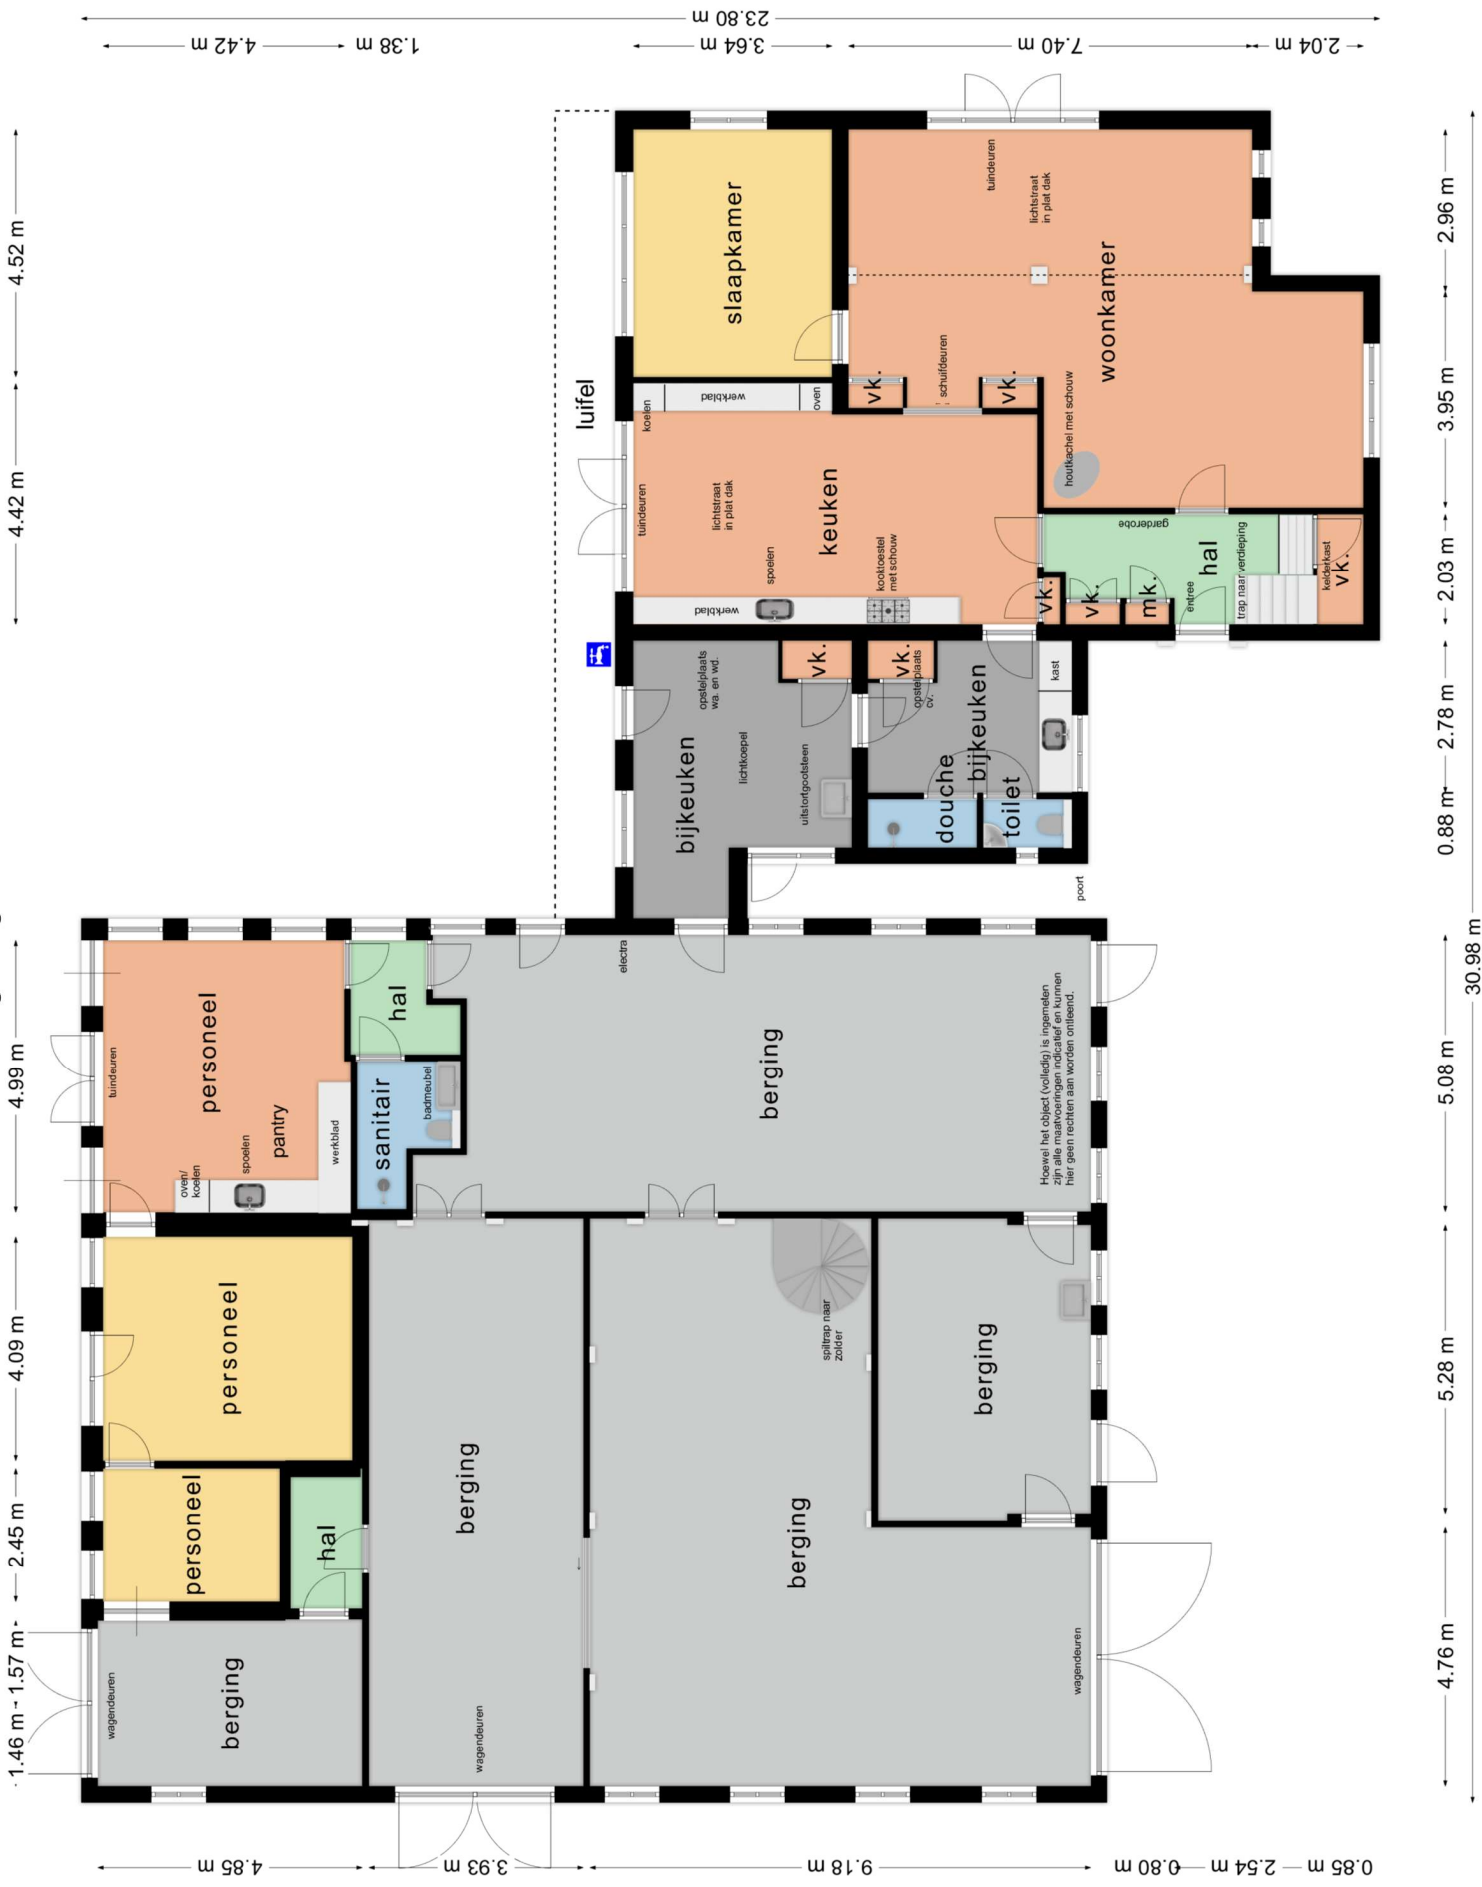 23.80 m
4.42 m
1.38 m
3.64 m
7.40 m
2.04 m
4.52 m
4.42 m
4.99 m
4.09 m
2.45 m
1.57 m
1.46 m
2.96 m
3.95 m
2.03 m
2.78 m
0.88 m
5.08 m
5.28 m
4.76 m
30.98 m
luifel
slaapkamer
tuindeuren
lichtstraat
in plat dak
woonkamer
schuifdeuren
vk.
vk.
houtkachel met schouw
koelen
werkblad
oven
tuindeuren
lichtstraat
in plat dak
keuken
spoelen
kooktoestel
met schouw
werkblad
garderobe
hal
trap naar verdieping
entree
kelderkast
vk.
vk.
vk.
mk.
opstelplaats
wa. en wd.
vk.
vk.
opstelplaats
cv.
kast
bijkeuken
lichtkoepel
uitstortgootsteen
bijkeuken
douche
toilet
poort
personeel
tuindeuren
pantry
spoelen
oven/
koelen
werkblad
hal
sanitair
badmeubel
electra
berging
Hoewel het object (volledig) is ingemeten
zijn alle maatvoeringen indicatief en kunnen
hier geen rechten aan worden ontleend.
personeel
personeel
hal
berging
wagendeuren
berging
wagendeuren
spiltrap naar
zolder
berging
berging
wagendeuren
4.85 m
3.93 m
9.18 m
0.80 m
2.54 m
0.85 m